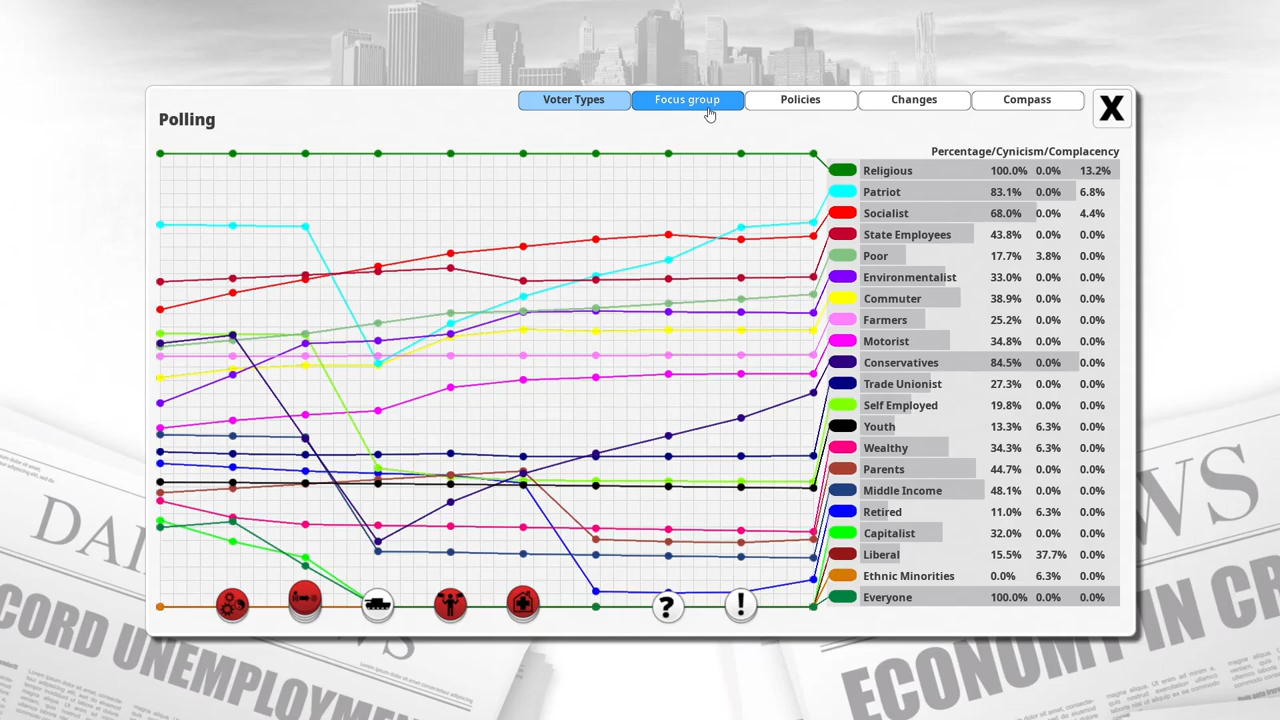 Voter Types Focus group Policies Changes Compass X
Polling
Percentage/Cynicism/Complacency
Religious 100.0% 0.0% 13.2%
Patriot 83.1% 0.0% 6.8%
Socialist 68.0% 0.0% 4.4%
State Employees 43.8% 0.0% 0.0%
Poor 17.7% 3.8% 0.0%
Environmentalist 33.0% 0.0% 0.0%
Commuter 38.9% 0.0% 0.0%
Farmers 25.2% 0.0% 0.0%
Motorist 34.8% 0.0% 0.0%
Conservatives 84.5% 0.0% 0.0%
Trade Unionist 27.3% 0.0% 0.0%
Self Employed 19.8% 0.0% 0.0%
Youth 13.3% 6.3% 0.0%
Wealthy 34.3% 6.3% 0.0%
Parents 44.7% 0.0% 0.0%
Middle Income 48.1% 0.0% 0.0%
Retired 11.0% 6.3% 0.0%
Capitalist 32.0% 0.0% 0.0%
Liberal 15.5% 37.7% 0.0%
Ethnic Minorities 0.0% 6.3% 0.0%
Everyone 100.0% 0.0% 0.0%
? !
DAI
WS
NEWS
CORD UNEMPLOYME
ECONOMY IN CR